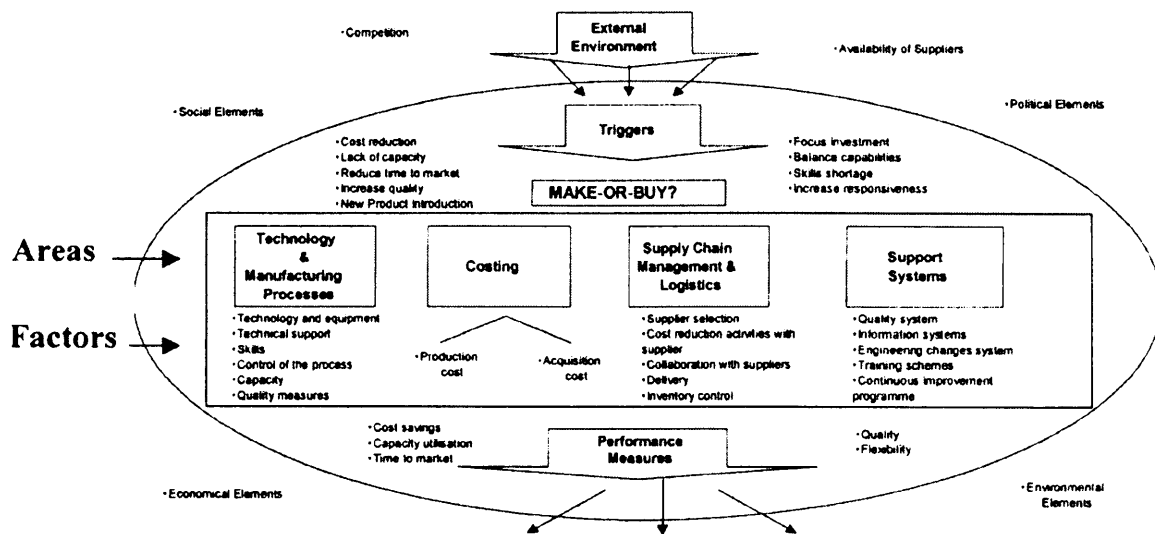 · Competition
External
Environment
· Availability of Suppliers
· Social Elements
· Political Elements
Triggers
· Cost reduction
· Lack of capacity
· Reduce time to market
· Increase quality
· New Product Introduction
· Focus investment
· Balance capabilities
· Skills shortage
· Increase responsiveness
MAKE-OR-BUY?
Areas
Technology
&
Manufacturing
Processes
Costing
Supply Chain
Management &
Logistics
Support
Systems
Factors
· Technology and equipment
· Technical support
· Skills
· Control of the process
· Capacity
· Quality measures
· Production
cost
· Acquisition
cost
· Supplier selection
· Cost reduction activities with
supplier
· Collaboration with suppliers
· Delivery
· Inventory control
· Quality system
· Information systems
· Engineering changes system
· Training schemes
· Continuous improvement
programme
· Cost savings
· Capacity utilisation
· Time to market
Performance
Measures
· Quality
· Flexibility
· Economical Elements
· Environmental
Elements